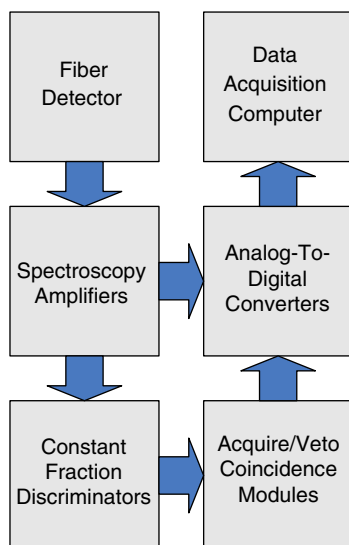 Fiber
Detector
Data
Acquisition
Computer
Spectroscopy
Amplifiers
Analog-To-
Digital
Converters
Constant
Fraction
Discriminators
Acquire/Veto
Coincidence
Modules